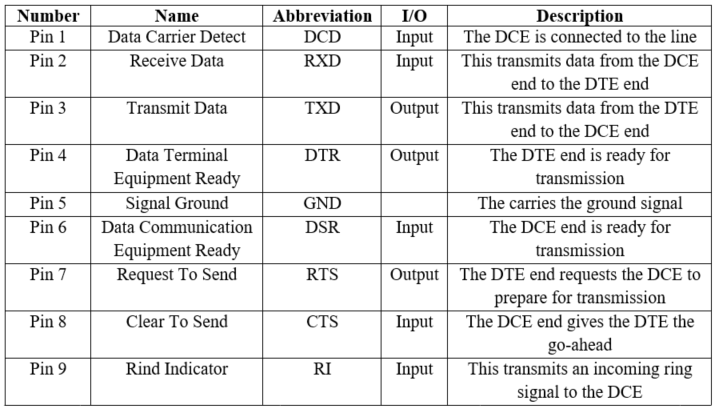 Number Name Abbreviation I/O Description
Pin 1 Data Carrier Detect DCD Input The DCE is connected to the line
Pin 2 Receive Data RXD Input This transmits data from the DCE
end to the DTE end
Pin 3 Transmit Data TXD Output This transmits data from the DTE
end to the DCE end
Pin 4 Data Terminal DTR Output The DTE end is ready for
Equipment Ready transmission
Pin 5 Signal Ground GND The carries the ground signal
Pin 6 Data Communication DSR Input The DCE end is ready for
Equipment Ready transmission
Pin 7 Request To Send RTS Output The DTE end requests the DCE to
prepare for transmission
Pin 8 Clear To Send CTS Input The DCE end gives the DTE the
go-ahead
Pin 9 Rind Indicator RI Input This transmits an incoming ring
signal to the DCE